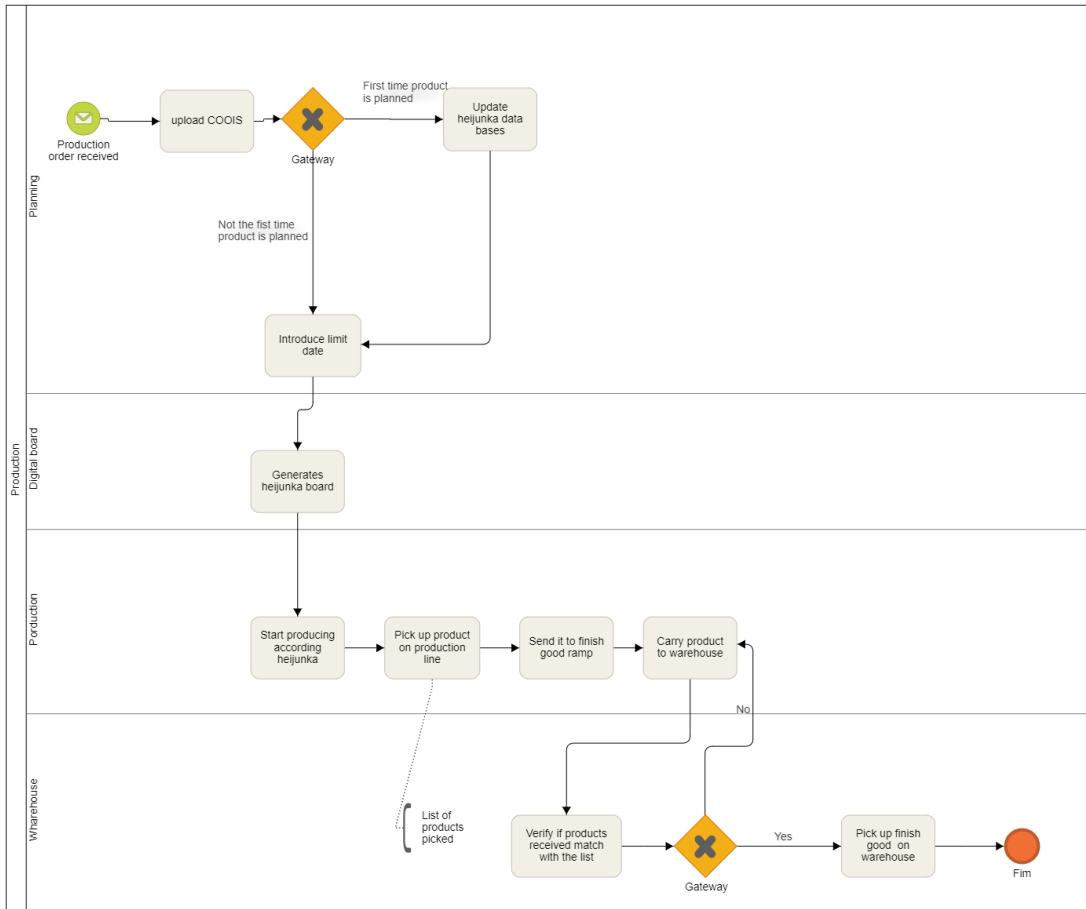 Production
Planning
Production
order received
upload COOIS
Gateway
First time product
is planned
Update
heijunka data
bases
Not the fist time
product is planned
Introduce limit
date
Digital board
Generates
heijunka board
Porduction
Start producing
according
heijunka
Pick up product
on production
line
Send it to finish
good ramp
Carry product
to warehouse
No
Wharehouse
List of
products
picked
Verify if products
received match
with the list
Gateway
Yes
Pick up finish
good on
warehouse
Fim